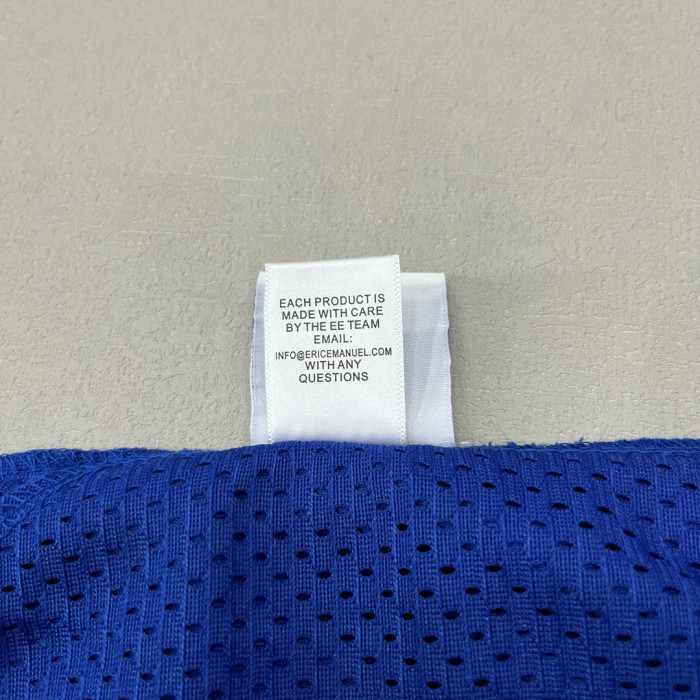 EACH PRODUCT IS
MADE WITH CARE
BY THE EE TEAM
EMAIL:
INFO@ERICEMANUEL.COM
WITH ANY
QUESTIONS